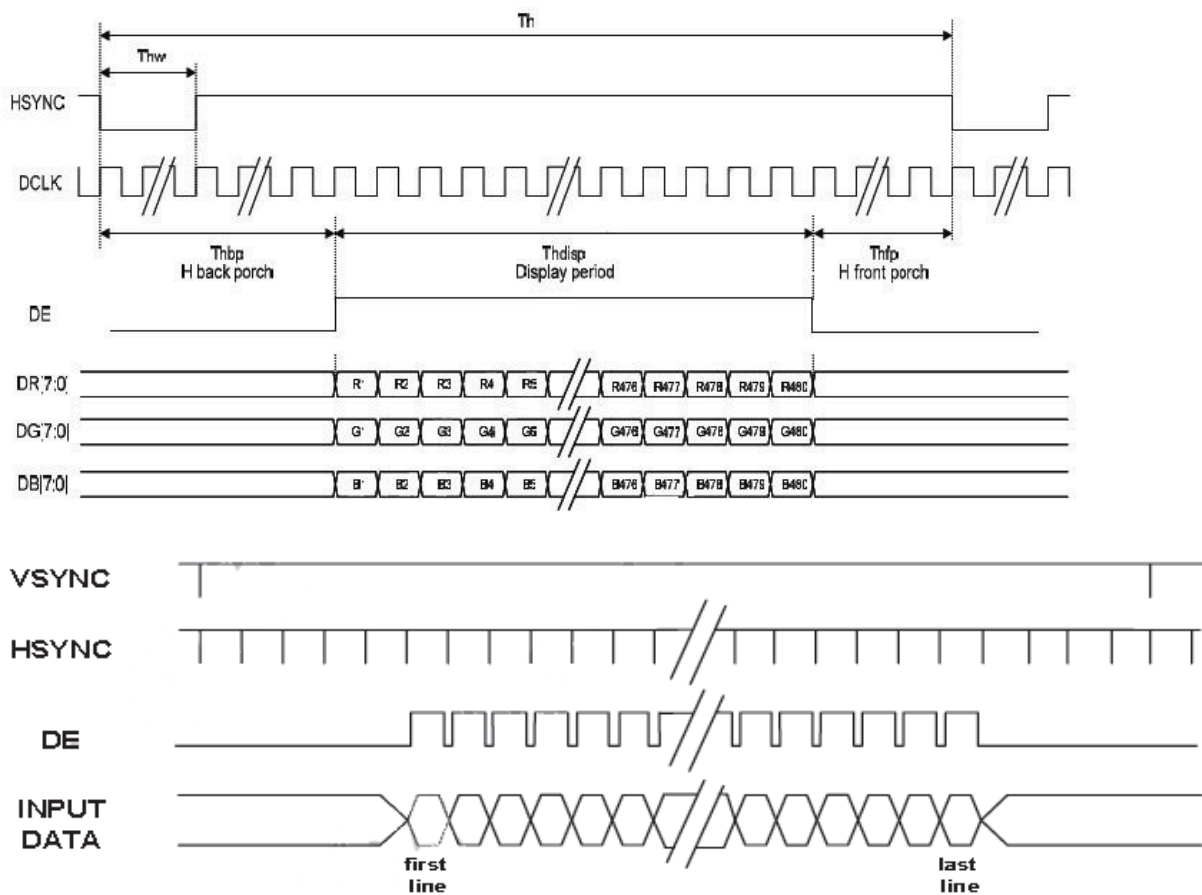 Th
Thw
HSYNC
DCLK
Thbp
H back porch
Thdisp
Display period
Thfp
H front porch
DE
DR[7:0]
R1 R2 R3 R4 R5 R476 R477 R478 R479 R480
DG[7:0]
G1 G2 G3 G4 G5 G476 G477 G478 G479 G480
DB[7:0]
B1 B2 B3 B4 B5 B476 B477 B478 B479 B480
VSYNC
HSYNC
DE
INPUT
DATA
first
line
last
line